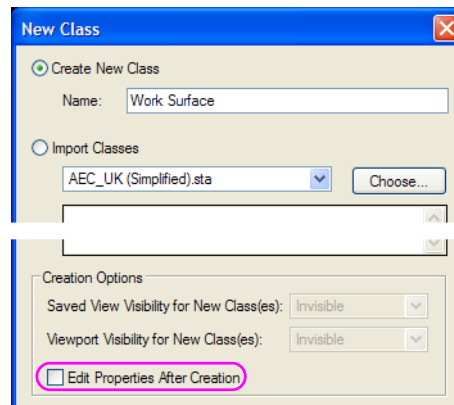 New Class
Create New Class
Name: Work Surface
Import Classes
AEC_UK (Simplified).sta Choose...
Creation Options
Saved View Visibility for New Class(es): Invisible
Viewport Visibility for New Class(es): Invisible
Edit Properties After Creation